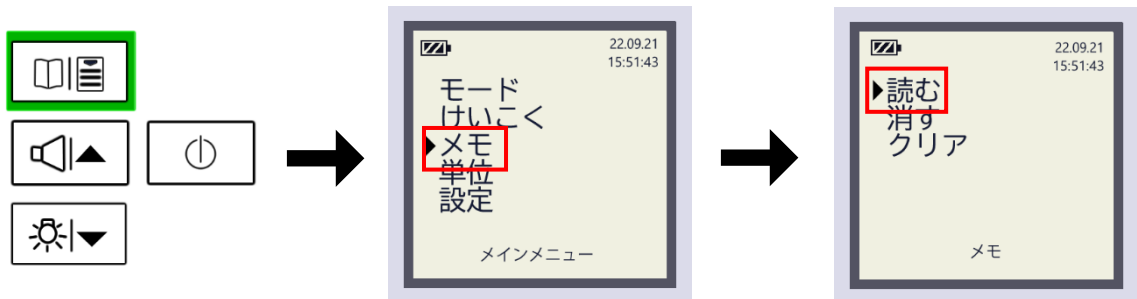 22.09.21
15:51:43
モード
けいこく
メモ
単位
設定
メインメニュー
22.09.21
15:51:43
読む
消す
クリア
メモ